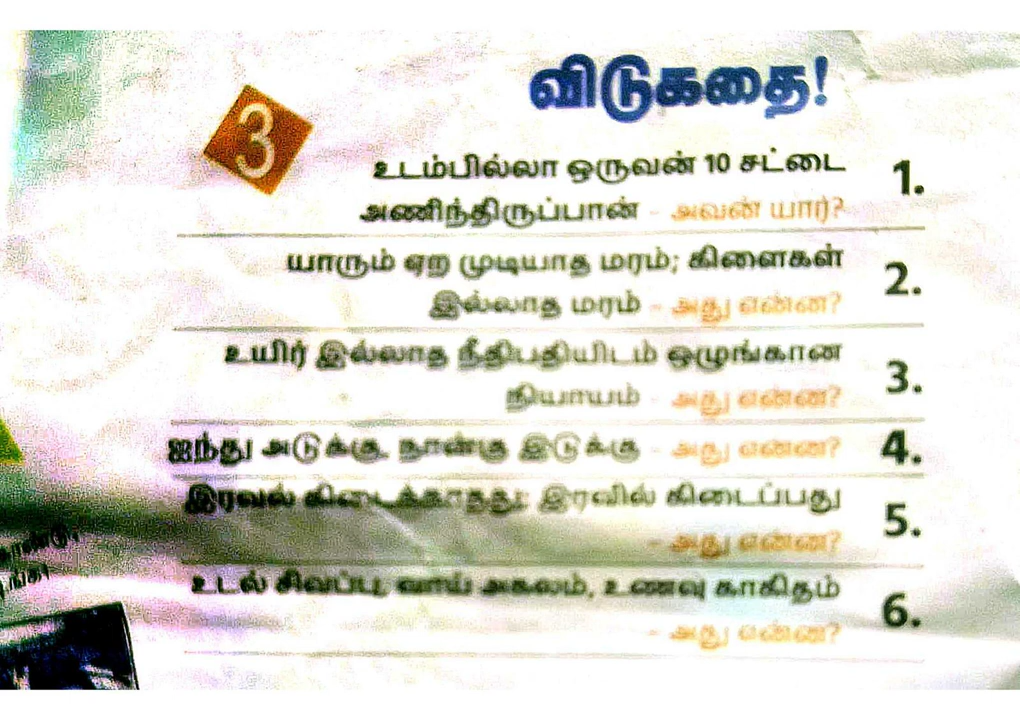 விடுகதை!
3
உடம்பில்லா ஒருவன் 10 சட்டை 1.
அணிந்திருப்பான் - அவன் யார்?
யாரும் ஏற முடியாத மரம்; கிளைகள் 2.
இல்லாத மரம் - அது என்ன?
உயிர் இல்லாத நீதிபதியிடம் ஒழுங்கான 3.
நியாயம் - அது என்ன?
ஐந்து அடுக்கு, நான்கு இடுக்கு - அது என்ன? 4.
இரவல் கிடைக்காதது; இரவில் கிடைப்பது 5.
- அது என்ன?
உடல் சிவப்பு, வாய் அகலம், உணவு காகிதம் 6.
- அது என்ன?